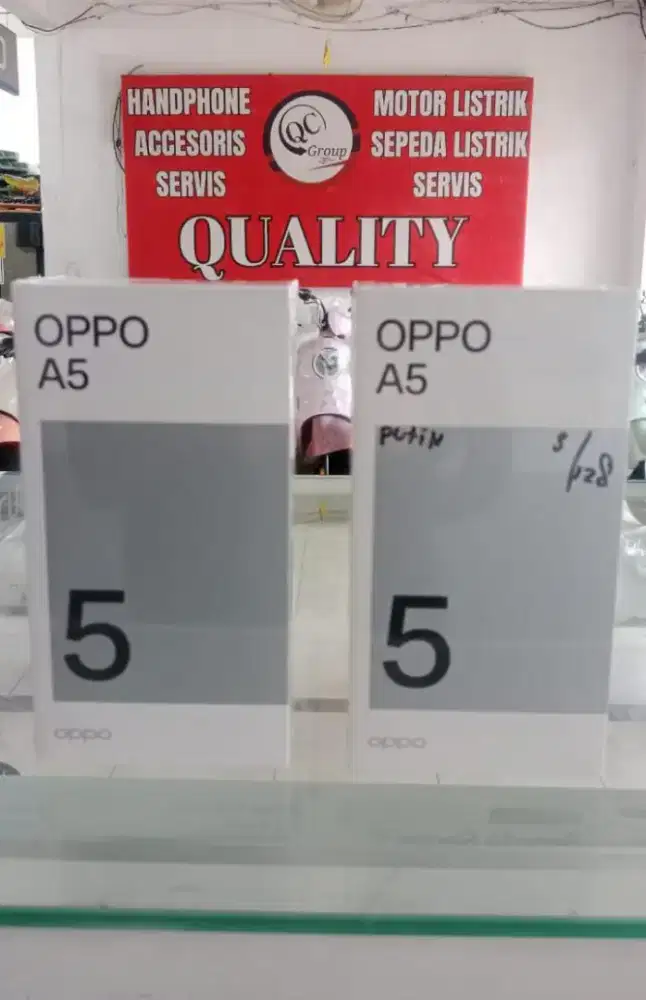 HANDPHONE
ACCESORIS
SERVIS
QC
Group
MOTOR LISTRIK
SEPEDA LISTRIK
SERVIS
QUALITY
OPPO
A5
5
oppo
OPPO
A5
PUTIH
/128
5
oppo